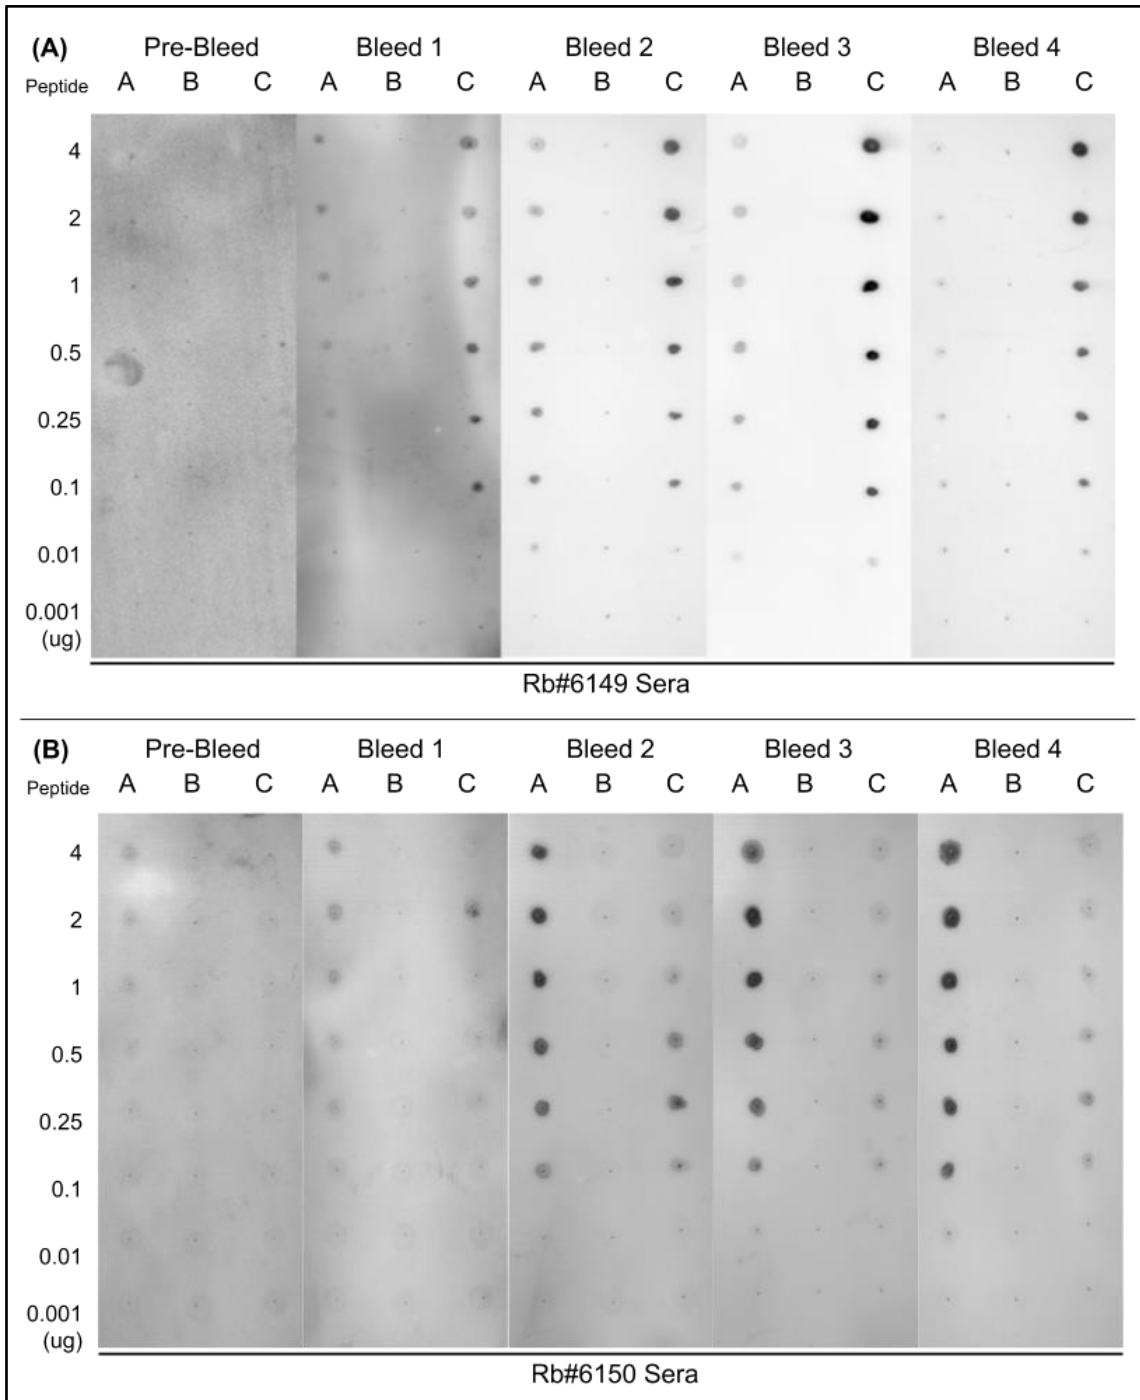 (A) Pre-Bleed Bleed 1 Bleed 2 Bleed 3 Bleed 4
Peptide A B C A B C A B C A B C A B C
4
2
1
0.5
0.25
0.1
0.01
0.001
(ug)
Rb#6149 Sera
(B) Pre-Bleed Bleed 1 Bleed 2 Bleed 3 Bleed 4
Peptide A B C A B C A B C A B C A B C
4
2
1
0.5
0.25
0.1
0.01
0.001
(ug)
Rb#6150 Sera